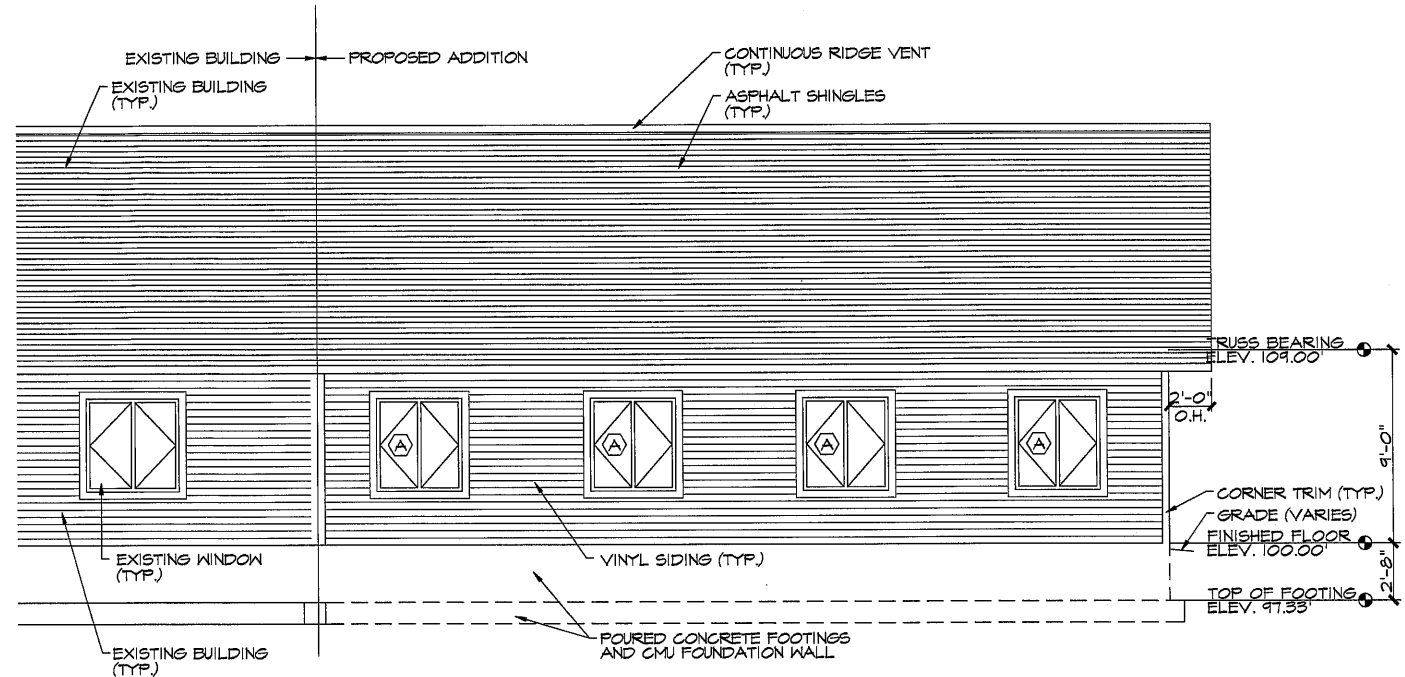 EXISTING BUILDING
PROPOSED ADDITION
CONTINUOUS RIDGE VENT
(TYP.)
EXISTING BUILDING
(TYP.)
ASPHALT SHINGLES
(TYP.)
TRUSS BEARING
ELEV. 109.00'
2'-0"
O.H.
9'-0"
A
A
A
A
CORNER TRIM (TYP.)
GRADE (VARIES)
FINISHED FLOOR
ELEV. 100.00'
EXISTING WINDOW
(TYP.)
VINYL SIDING (TYP.)
2'-8"
TOP OF FOOTING
ELEV. 97.33'
POURED CONCRETE FOOTINGS
AND CMU FOUNDATION WALL
EXISTING BUILDING
(TYP.)